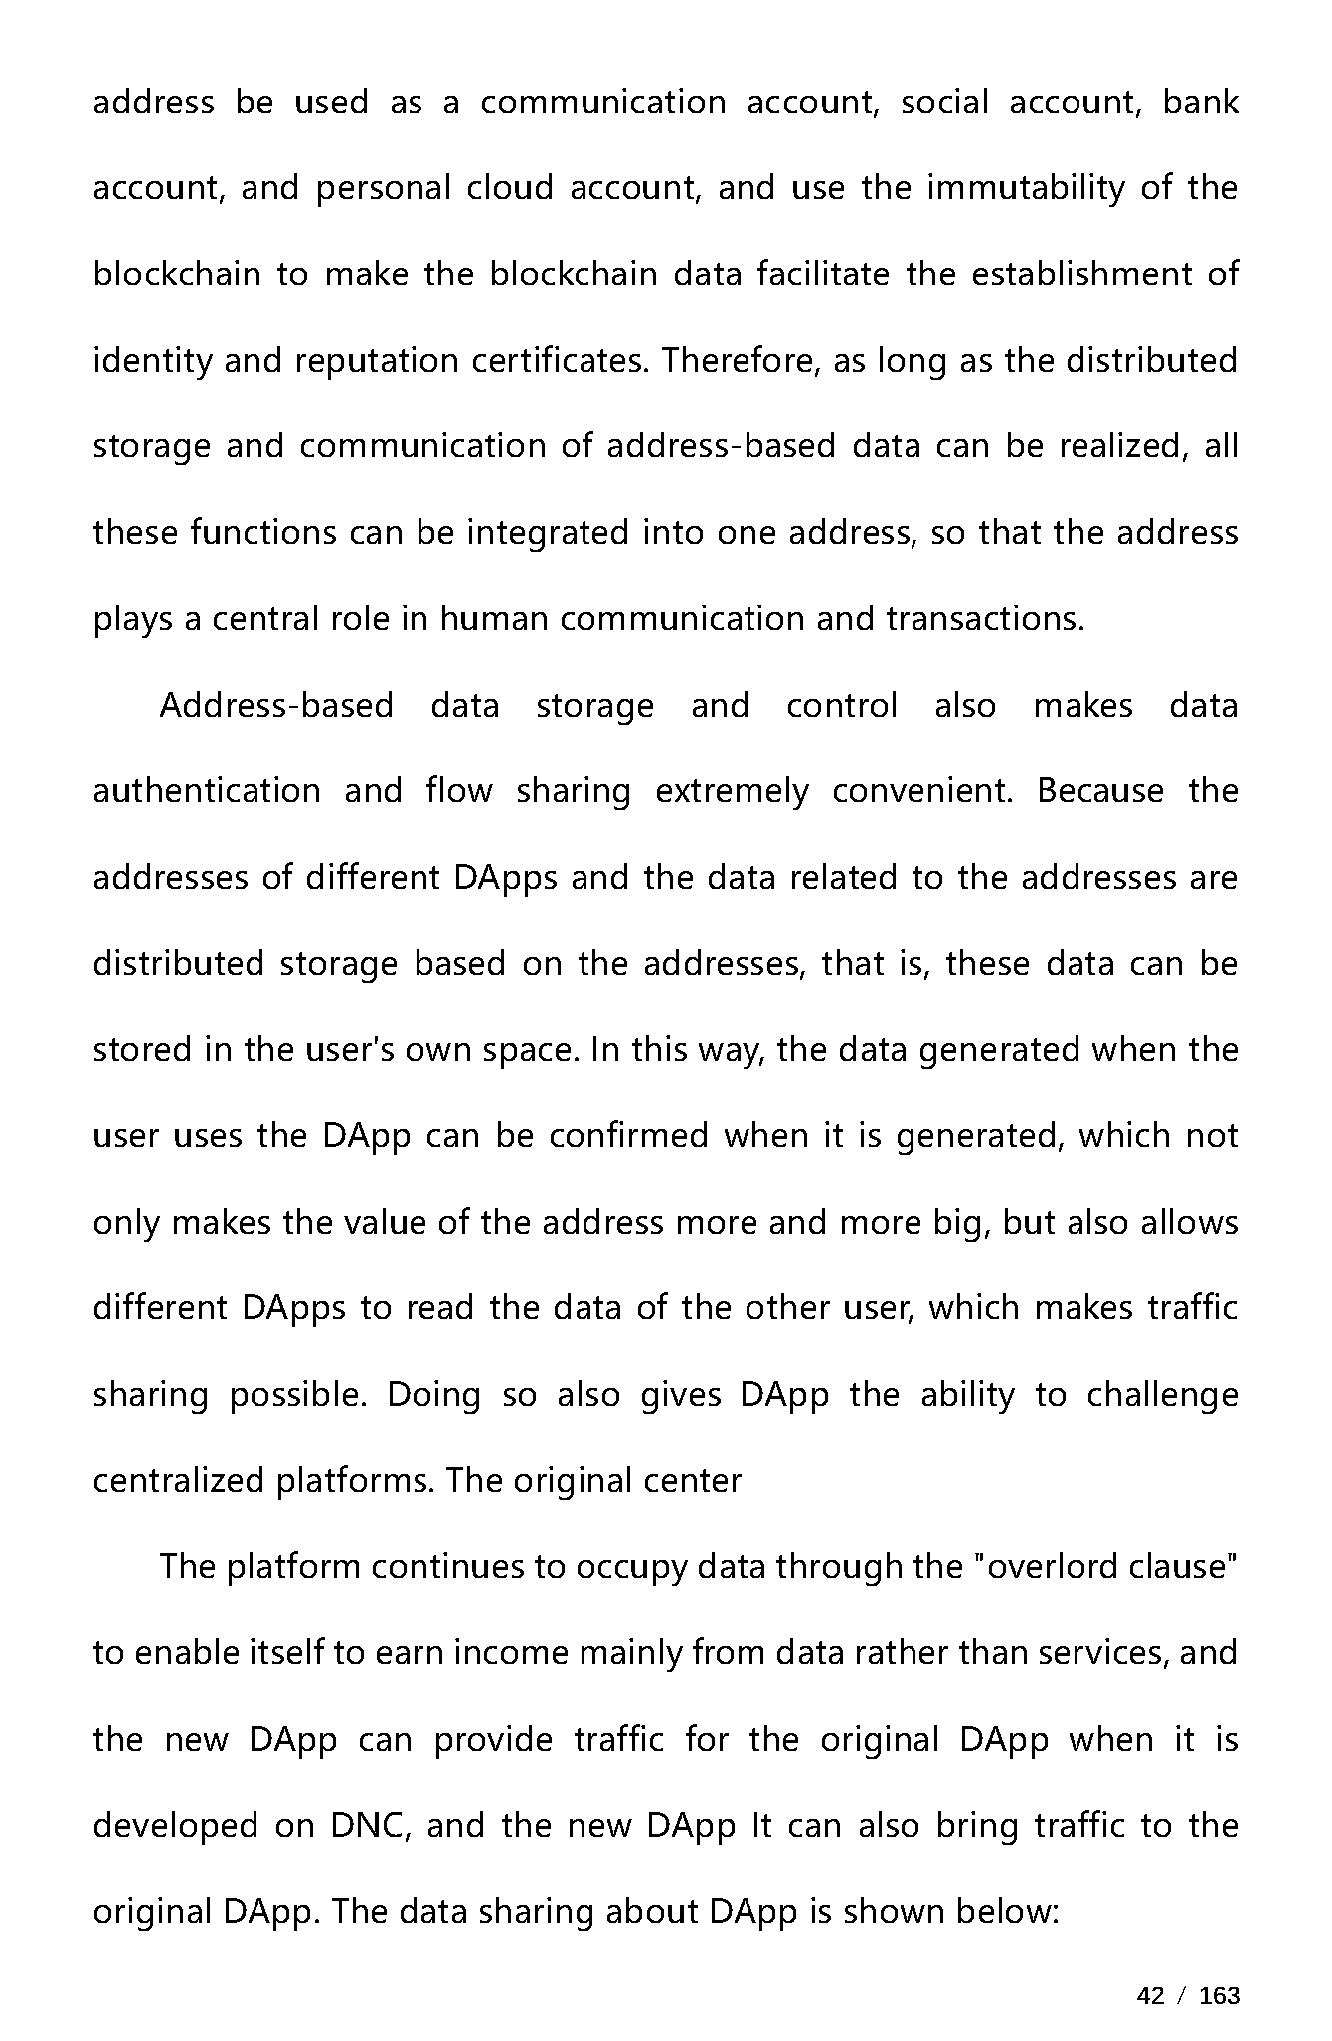 address be used as a communication account, social account, bank
account, and personal cloud account, and use the immutability of the
blockchain to make the blockchain data facilitate the establishment of
identity and reputation certificates. Therefore, as long as the distributed
storage and communication of address-based data can be realized, all
these functions can be integrated into one address, so that the address
plays a central role in human communication and transactions.
Address-based data storage and control also makes data
authentication and flow sharing extremely convenient. Because the
addresses of different DApps and the data related to the addresses are
distributed storage based on the addresses, that is, these data can be
stored in the user's own space. In this way, the data generated when the
user uses the DApp can be confirmed when it is generated, which not
only makes the value of the address more and more big, but also allows
different DApps to read the data of the other user, which makes traffic
sharing possible. Doing so also gives DApp the ability to challenge
centralized platforms. The original center
The platform continues to occupy data through the "overlord clause"
to enable itself to earn income mainly from data rather than services, and
the new DApp can provide traffic for the original DApp when it is
developed on DNC, and the new DApp It can also bring traffic to the
original DApp. The data sharing about DApp is shown below:
42 / 163